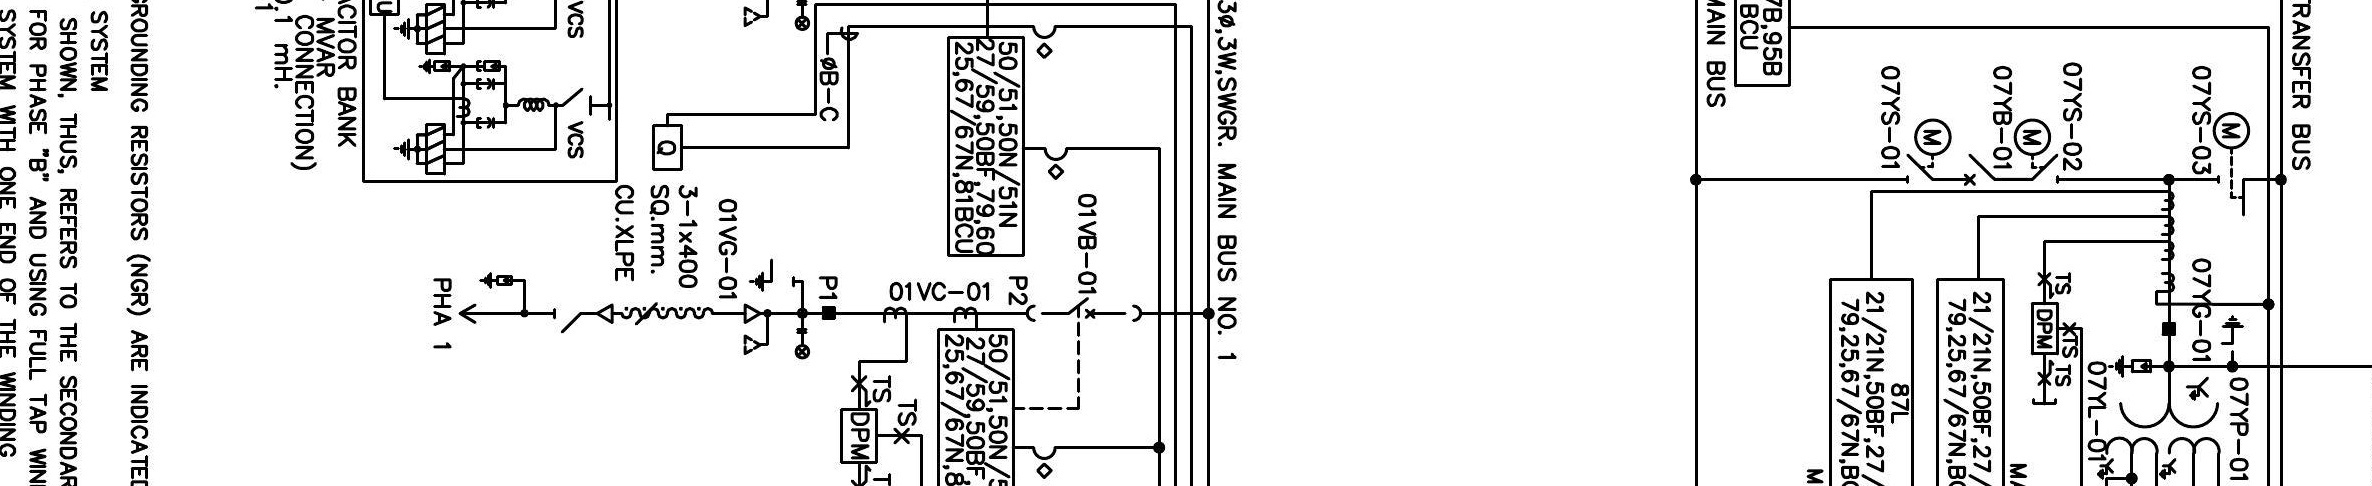 TRANSFER BUS
07YS-03
07YS-02
07YB-01
07YS-01
M
M
M
MAIN BUS
7B,95B
BCU
07YG-01
07YP-01
07YL-01
TS
DPM
TS
TS
21/21N,50BF,27/
79,25,67/67N,BC
87L
21/21N,50BF,27/
79,25,67/67N,BC
M
3ø,3W,SWGR. MAIN BUS NO. 1
01VB-01
50/51,50N/51N
27/59,50BF,79,60
25,67/67N,81BCU
P2
01VC-01
P1
50/51,50N/5
27/59,50BF
25,67/67N,8
TS
TS
DPM
øB-C
Q
01VG-01
3-1x400
SQ.mm.
CU.XLPE
PHA 1
VCS
VCS
U
ACITOR BANK
MVAR
CONNECTION)
0.1 mH.
1
GROUNDING RESISTORS (NGR) ARE INDICATED
SYSTEM
SHOWN, THUS, REFERS TO THE SECONDAR
FOR PHASE "B" AND USING FULL TAP WIN
SYSTEM WITH ONE END OF THE WINDING